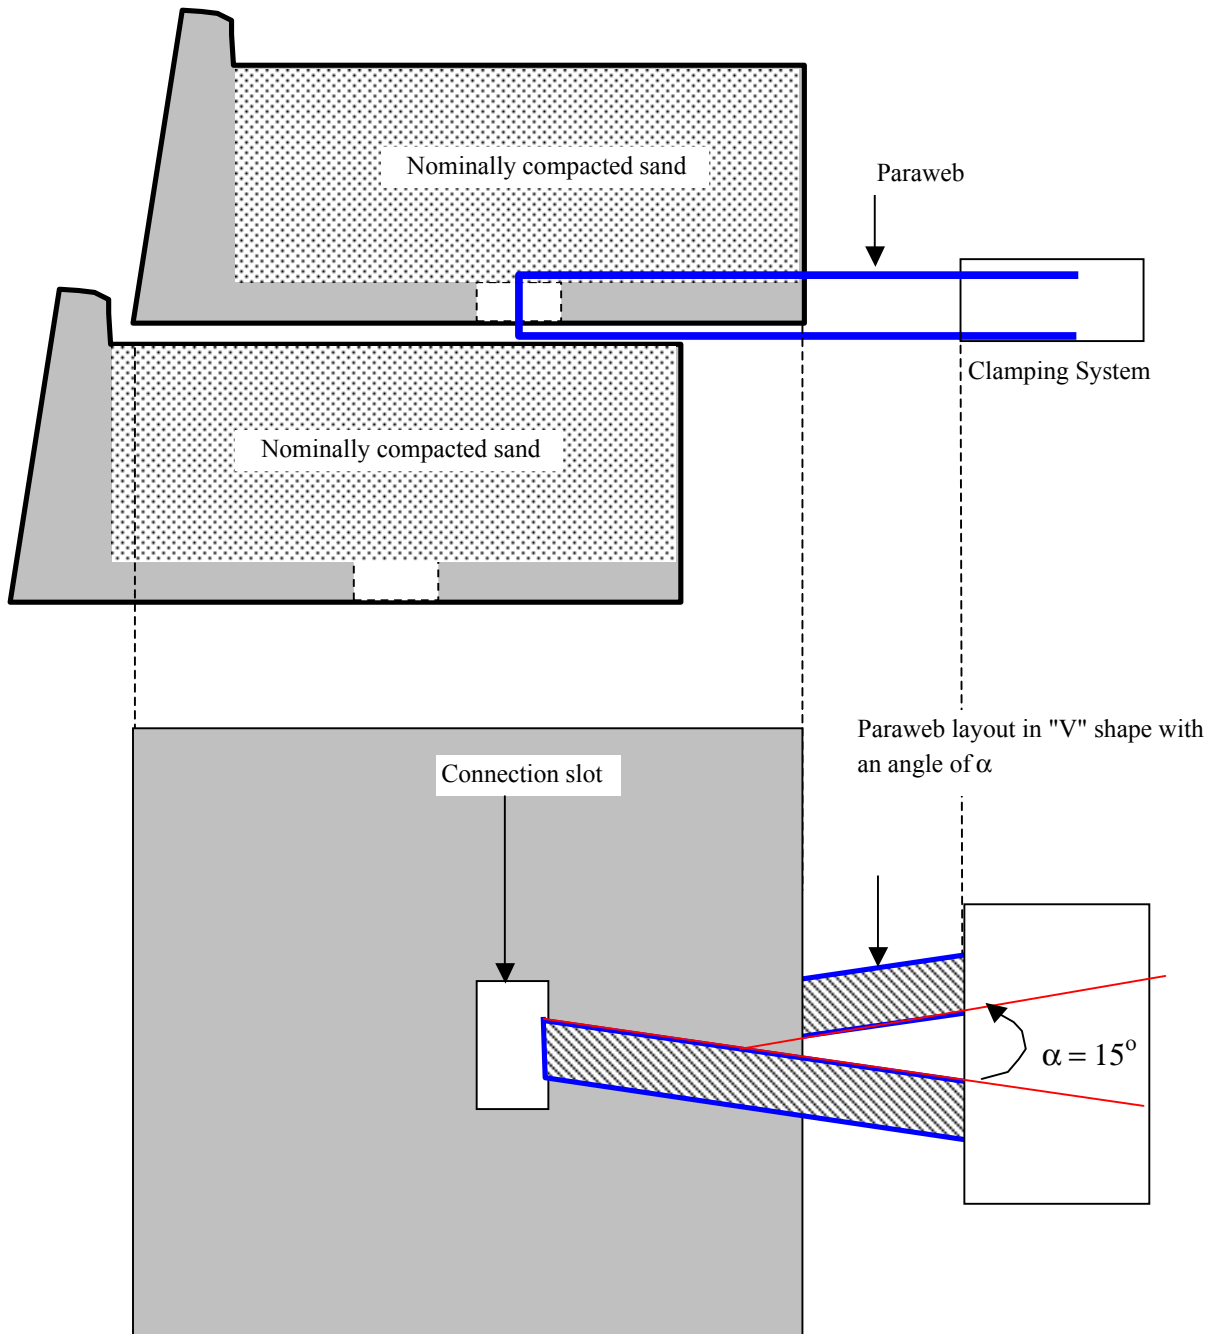 Nominally compacted sand
Paraweb
Clamping System
Nominally compacted sand
Paraweb layout in "V" shape with
an angle of α
Connection slot
α = 15°